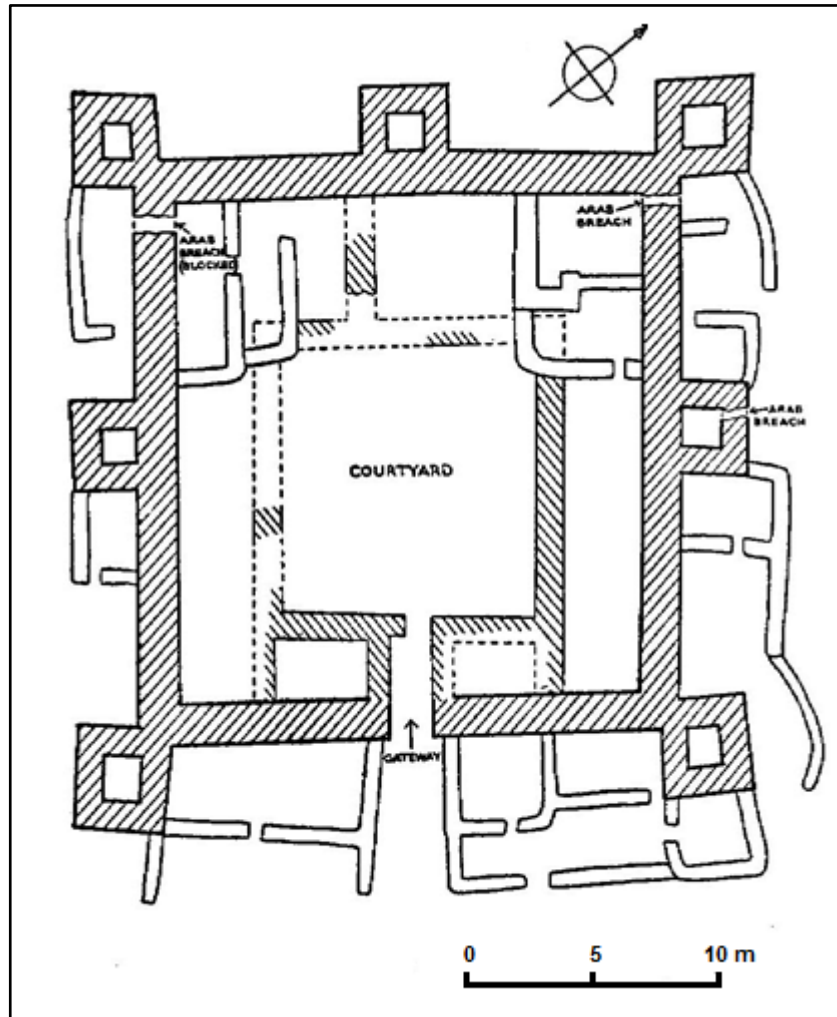 ARAB
BREACH
ARAB
BREACH
(BLOCKED)
ARAB
BREACH
COURTYARD
GATEWAY
0 5 10 m